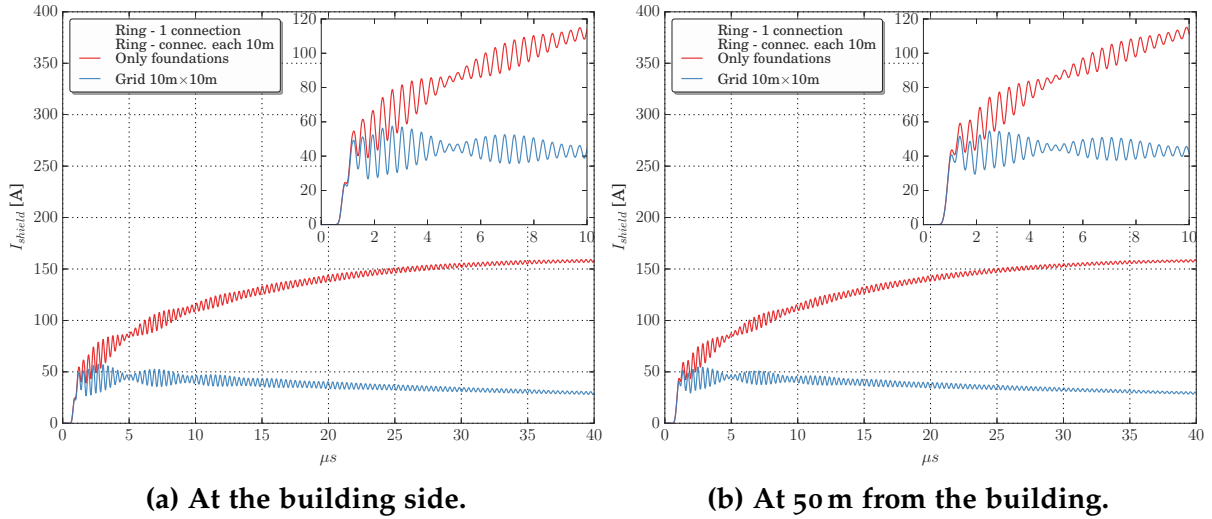 400
350
300
250
200
150
100
50
0
I_shield [A]
Ring - 1 connection
Ring - connec. each 10m
Only foundations
Grid 10m×10m
120
100
80
60
40
20
0
0 2 4 6 8 10
0 5 10 15 20 25 30 35 40
μs
(a) At the building side.
400
350
300
250
200
150
100
50
0
I_shield [A]
Ring - 1 connection
Ring - connec. each 10m
Only foundations
Grid 10m×10m
120
100
80
60
40
20
0
0 2 4 6 8 10
0 5 10 15 20 25 30 35 40
μs
(b) At 50 m from the building.